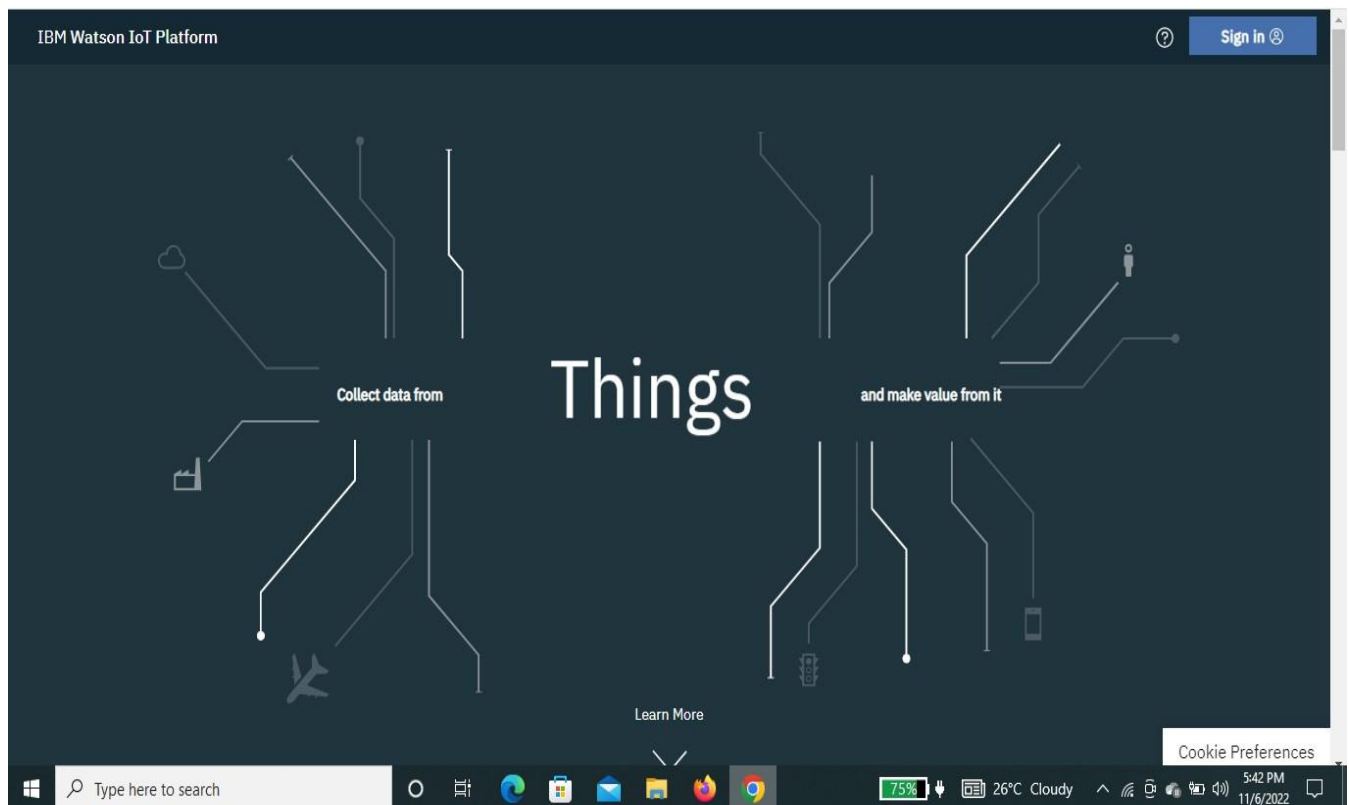 IBM Watson IoT Platform
Sign in
Collect data from
Things
and make value from it
Learn More
Cookie Preferences
Type here to search
75%
26°C Cloudy
5:42 PM
11/6/2022